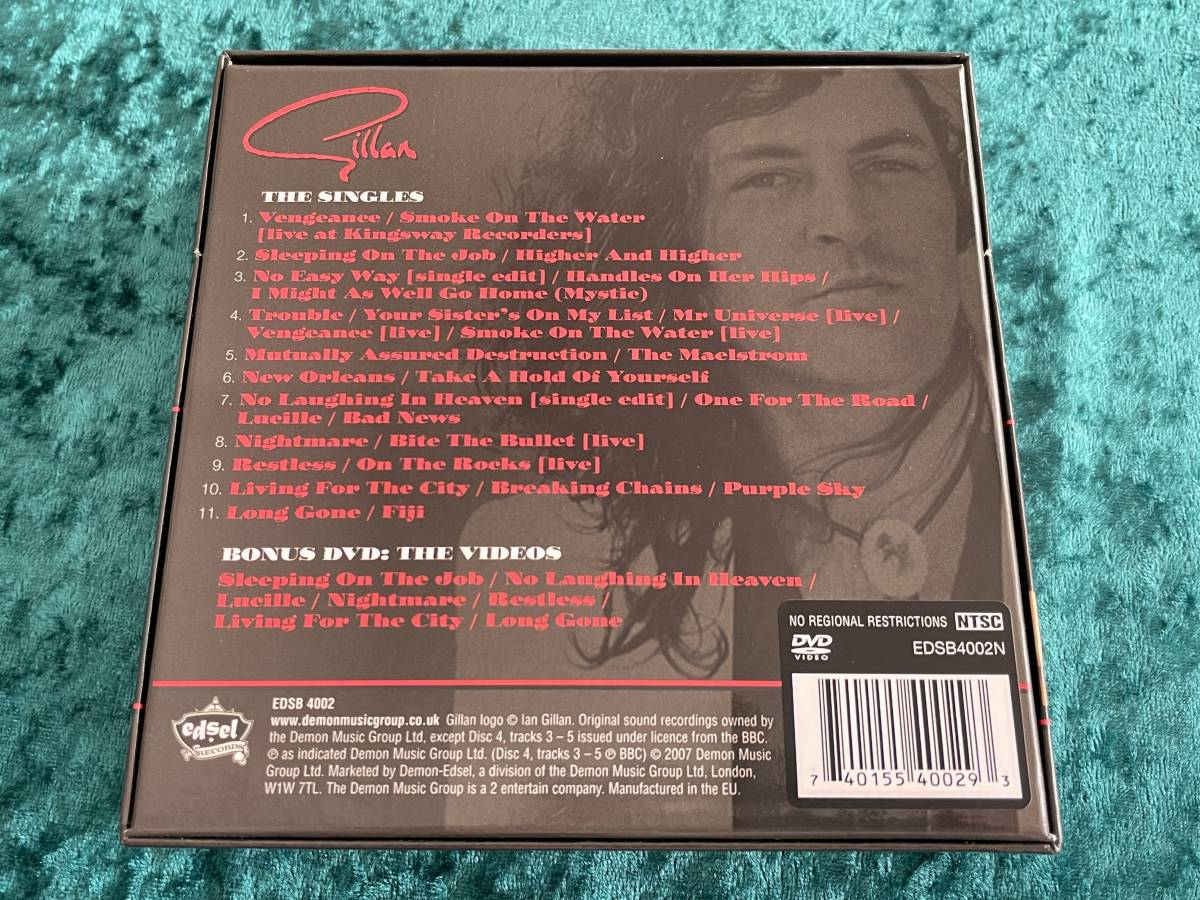 Gillan
THE SINGLES
1. Vengeance / Smoke On The Water
[live at Kingsway Recorders]
2. Sleeping On The Job / Higher And Higher
3. No Easy Way [single edit] / Handles On Her Hips /
I Might As Well Go Home (Mystic)
4. Trouble / Your Sister's On My List / Mr Universe [live] /
Vengeance [live] / Smoke On The Water [live]
5. Mutually Assured Destruction / The Maelstrom
6. New Orleans / Take A Hold Of Yourself
7. No Laughing In Heaven [single edit] / One For The Road /
Lucille / Bad News
8. Nightmare / Bite The Bullet [live]
9. Restless / On The Rocks [live]
10. Living For The City / Breaking Chains / Purple Sky
11. Long Gone / Fiji
BONUS DVD: THE VIDEOS
Sleeping On The Job / No Laughing In Heaven /
Lucille / Nightmare / Restless /
Living For The City / Long Gone
NO REGIONAL RESTRICTIONS NTSC
DVD VIDEO EDSB4002N
7 40155 40029 3
edsel
RECORDS
EDSB 4002
www.demonmusicgroup.co.uk Gillan logo © Ian Gillan. Original sound recordings owned by
the Demon Music Group Ltd, except Disc 4, tracks 3 – 5 issued under licence from the BBC.
℗ as indicated Demon Music Group Ltd. (Disc 4, tracks 3 – 5 ℗ BBC) © 2007 Demon Music
Group Ltd. Marketed by Demon-Edsel, a division of the Demon Music Group Ltd, London,
W1W 7TL. The Demon Music Group is a 2 entertain company. Manufactured in the EU.